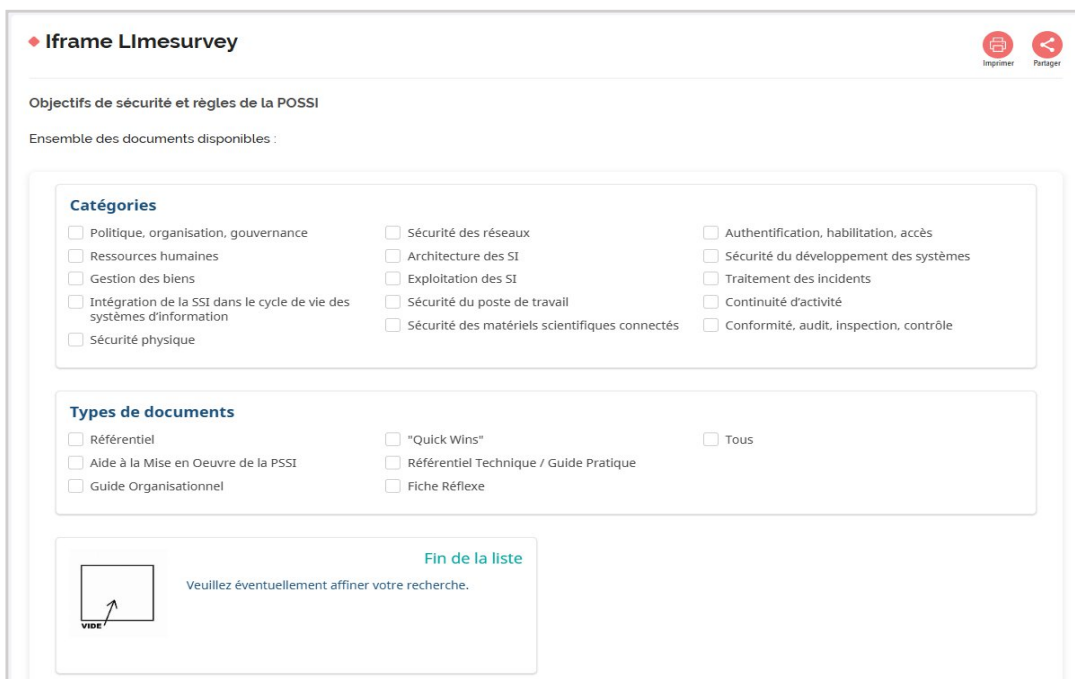 Iframe LImesurvey
Imprimer
Partager
Objectifs de sécurité et règles de la POSSI
Ensemble des documents disponibles :
Catégories
Politique, organisation, gouvernance
Ressources humaines
Gestion des biens
Intégration de la SSI dans le cycle de vie des
systèmes d'information
Sécurité physique
Sécurité des réseaux
Architecture des SI
Exploitation des SI
Sécurité du poste de travail
Sécurité des matériels scientifiques connectés
Authentification, habilitation, accès
Sécurité du développement des systèmes
Traitement des incidents
Continuité d'activité
Conformité, audit, inspection, contrôle
Types de documents
Référentiel
Aide à la Mise en Oeuvre de la PSSI
Guide Organisationnel
"Quick Wins"
Référentiel Technique / Guide Pratique
Fiche Réflexe
Tous
Fin de la liste
Veuillez éventuellement affiner votre recherche.
VIDE